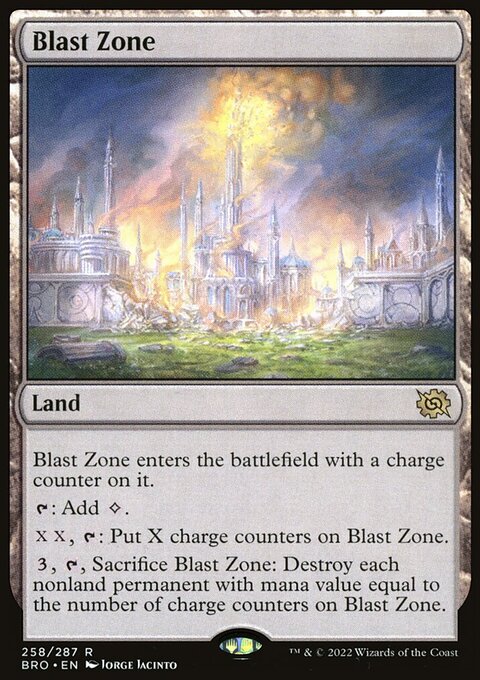 Blast Zone
Land
Blast Zone enters the battlefield with a charge
counter on it.
: Add .
X X, : Put X charge counters on Blast Zone.
3, , Sacrifice Blast Zone: Destroy each
nonland permanent with mana value equal to
the number of charge counters on Blast Zone.
258/287 R
BRO • EN Jorge Jacinto
™ & © 2022 Wizards of the Coast